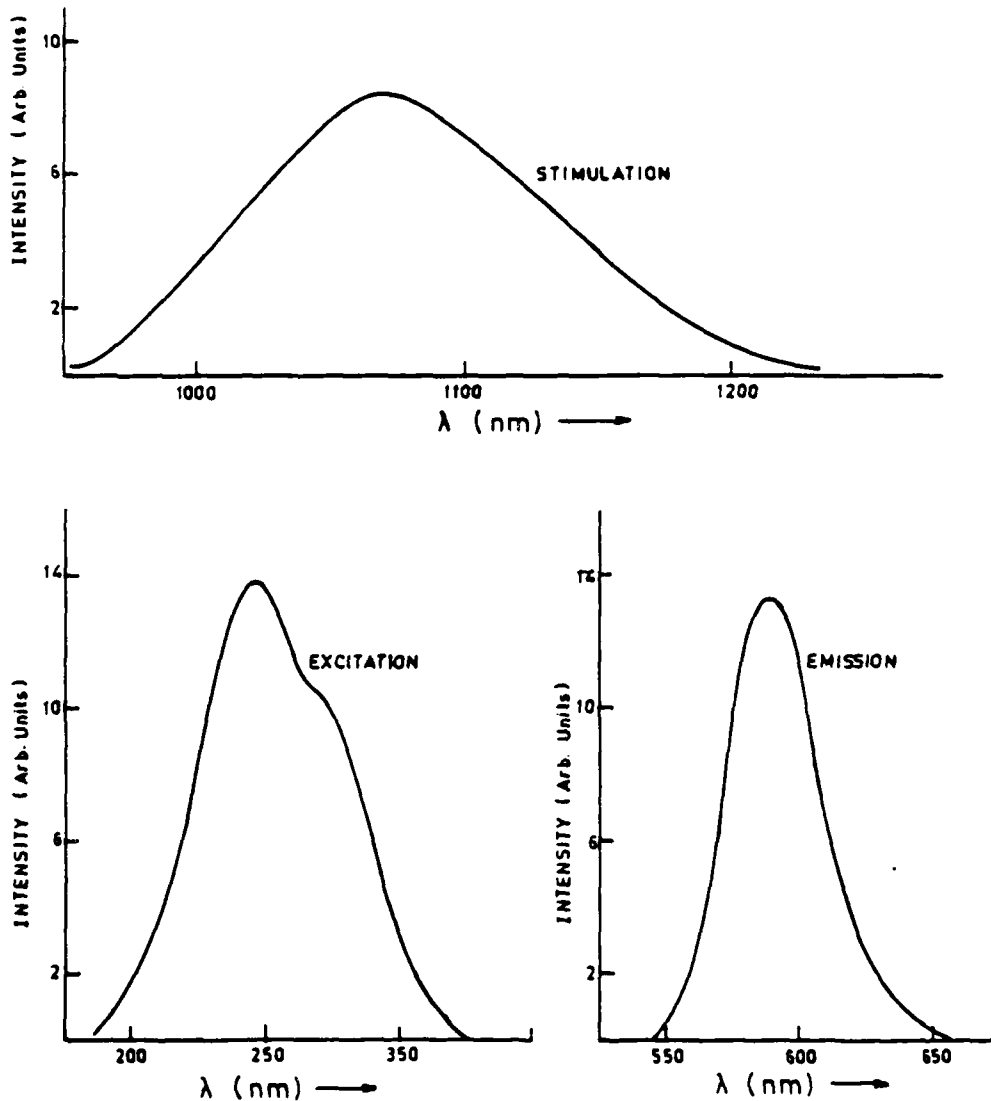 INTENSITY (Arb. Units)
10
6
2
STIMULATION
1000 1100 1200
λ (nm)
INTENSITY (Arb. Units)
14
10
6
2
EXCITATION
200 250 350
λ (nm)
INTENSITY (Arb. Units)
14
10
6
2
EMISSION
550 600 650
λ (nm)